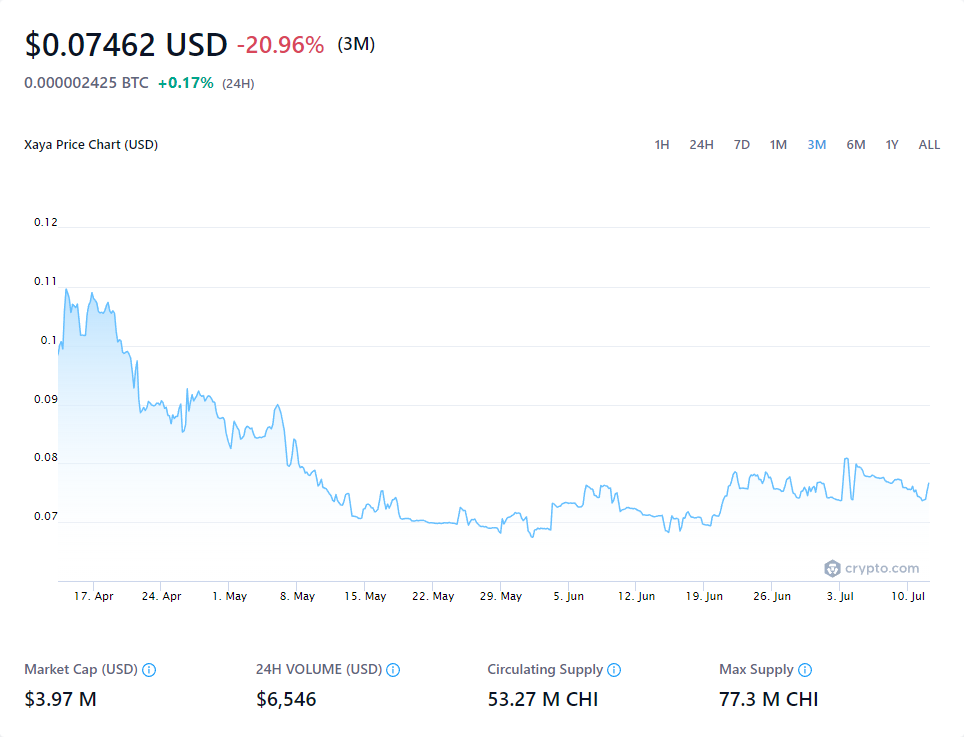 $0.07462 USD -20.96% (3M)
0.000002425 BTC +0.17% (24H)
Xaya Price Chart (USD) 1H 24H 7D 1M 3M 6M 1Y ALL
0.12
0.11
0.1
0.09
0.08
0.07
crypto.com
17. Apr 24. Apr 1. May 8. May 15. May 22. May 29. May 5. Jun 12. Jun 19. Jun 26. Jun 3. Jul 10. Jul
Market Cap (USD) 24H VOLUME (USD) Circulating Supply Max Supply
$3.97 M $6,546 53.27 M CHI 77.3 M CHI